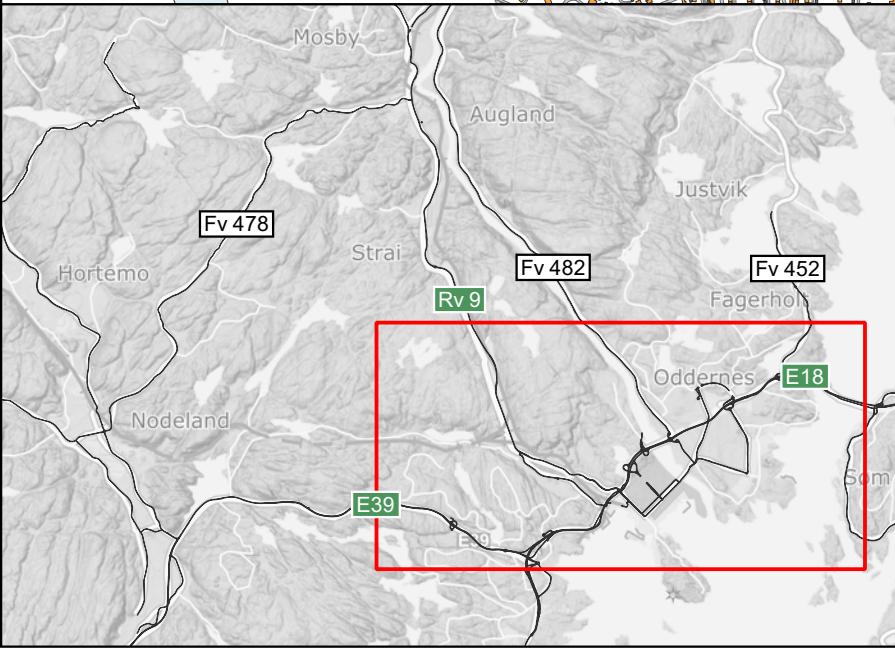 Mosby
Augland
Justvik
Fv 478
Strai
Hortemo
Fv 482
Fv 452
Rv 9
Fagerholt
Oddernes
E18
Nodeland
Søm
E39
E39